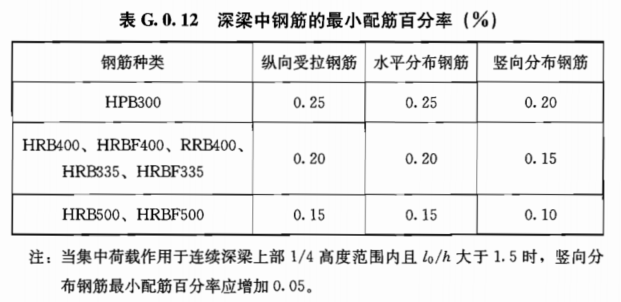 表 G.0.12 深梁中钢筋的最小配筋百分率（%）
钢筋种类 纵向受拉钢筋 水平分布钢筋 竖向分布钢筋
HPB300 0.25 0.25 0.20
HRB400、HRBF400、RRB400、
HRB335、HRBF335 0.20 0.20 0.15
HRB500、HRBF500 0.15 0.15 0.10
注：当集中荷载作用于连续深梁上部 1/4 高度范围内且 l₀/h 大于 1.5 时，竖向分
布钢筋最小配筋百分率应增加 0.05。